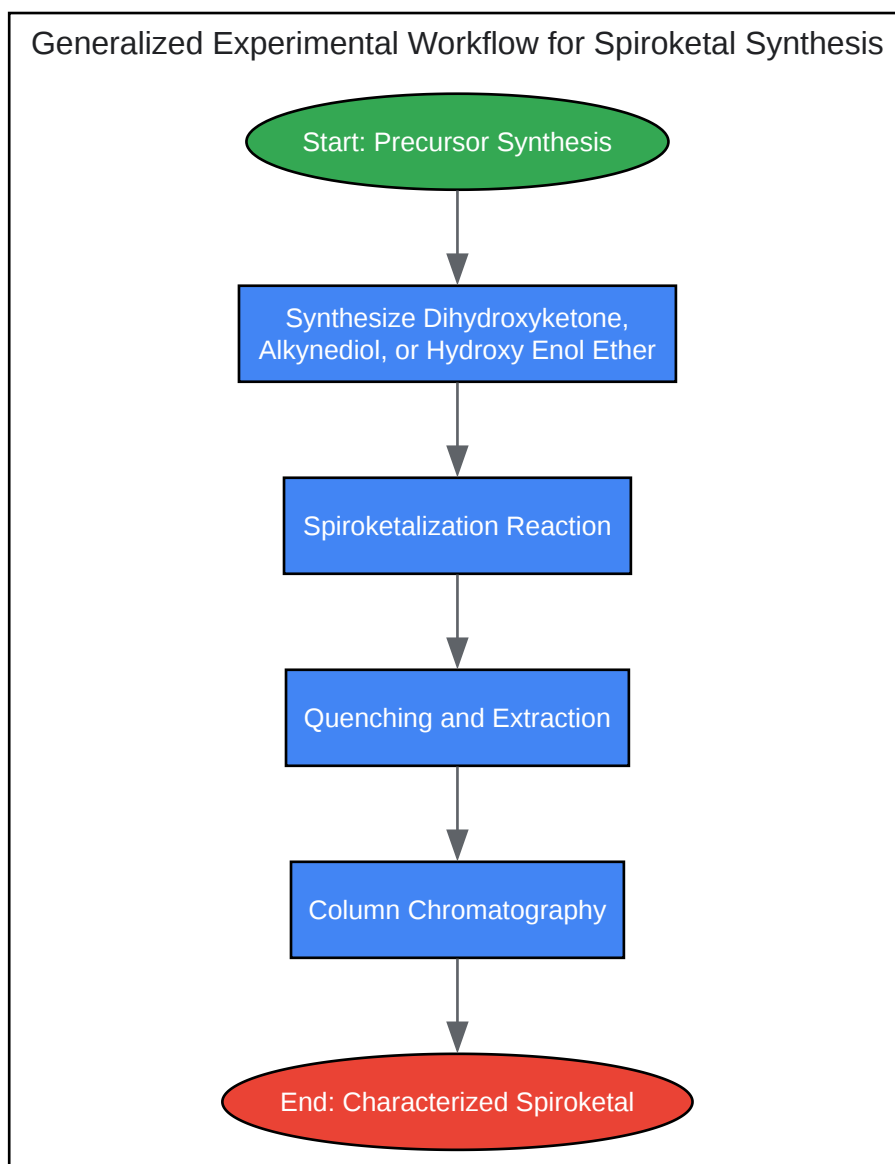 Generalized Experimental Workflow for Spiroketal Synthesis
Start: Precursor Synthesis
Synthesize Dihydroxyketone,
Alkynediol, or Hydroxy Enol Ether
Spiroketalization Reaction
Quenching and Extraction
Column Chromatography
End: Characterized Spiroketal